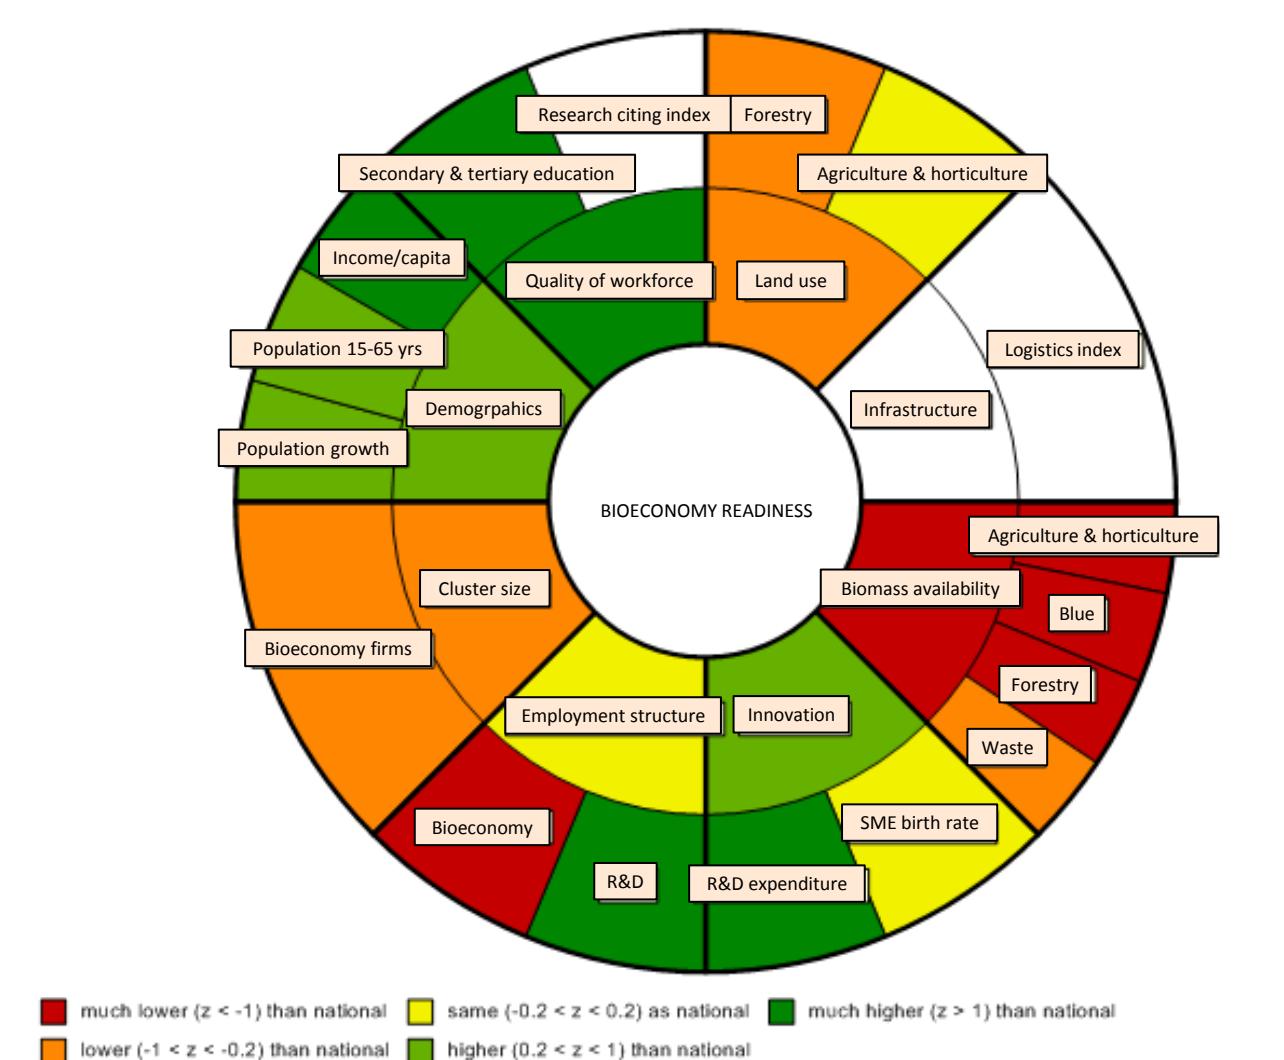 Research citing index
Forestry
Secondary & tertiary education
Agriculture & horticulture
Income/capita
Quality of workforce
Land use
Population 15-65 yrs
Logistics index
Demogrpahics
Infrastructure
Population growth
BIOECONOMY READINESS
Agriculture & horticulture
Cluster size
Biomass availability
Blue
Bioeconomy firms
Forestry
Employment structure
Innovation
Waste
Bioeconomy
SME birth rate
R&D
R&D expenditure
much lower (z < -1) than national
same (-0.2 < z < 0.2) as national
much higher (z > 1) than national
lower (-1 < z < -0.2) than national
higher (0.2 < z < 1) than national